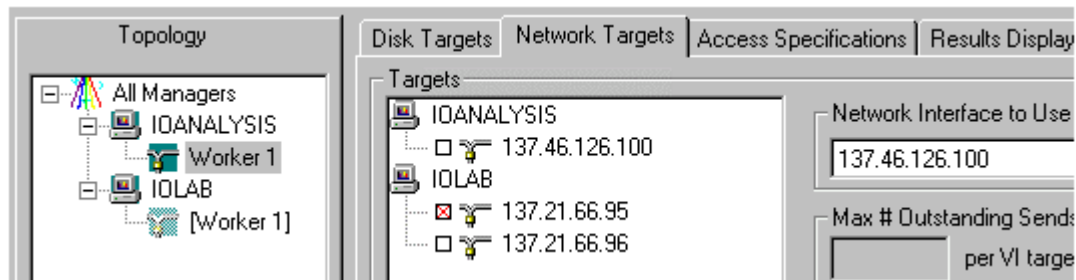 Topology
All Managers
IOANALYSIS
Worker 1
IOLAB
[Worker 1]
Disk Targets Network Targets Access Specifications Results Display
Targets
IOANALYSIS
137.46.126.100
IOLAB
137.21.66.95
137.21.66.96
Network Interface to Use
137.46.126.100
Max # Outstanding Sends
per VI targe